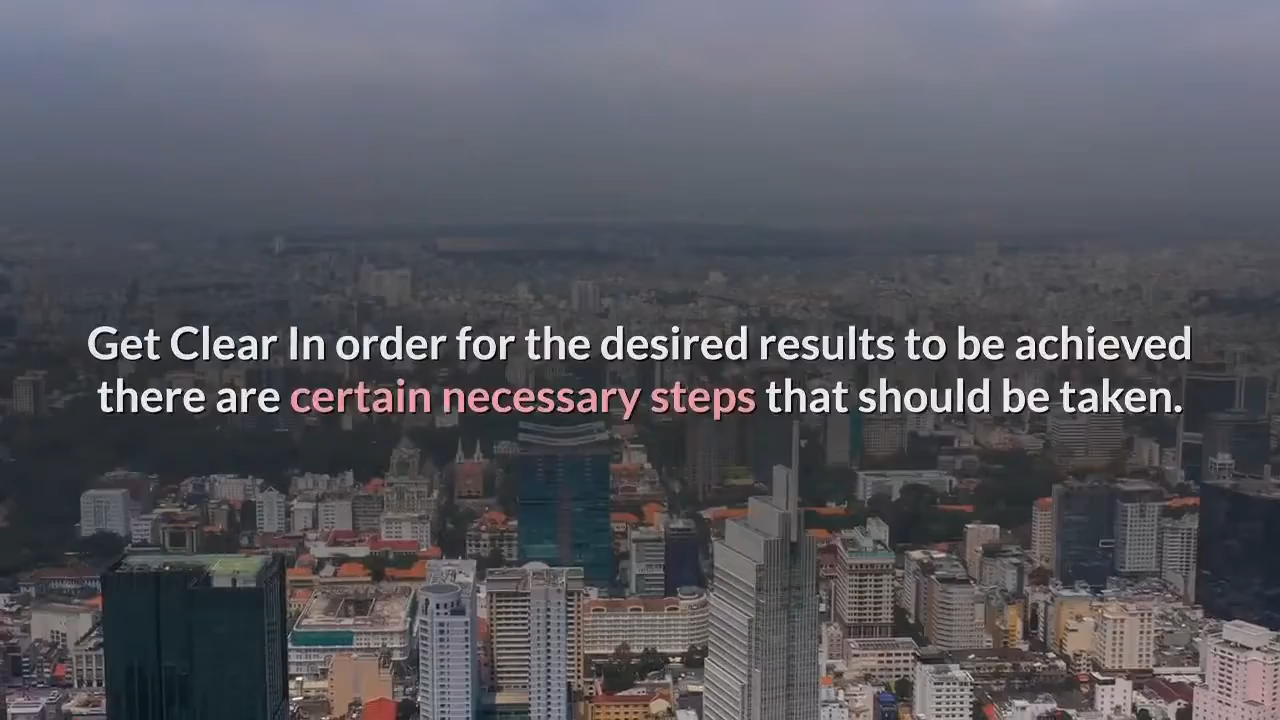 Get Clear In order for the desired results to be achieved
there are certain necessary steps that should be taken.